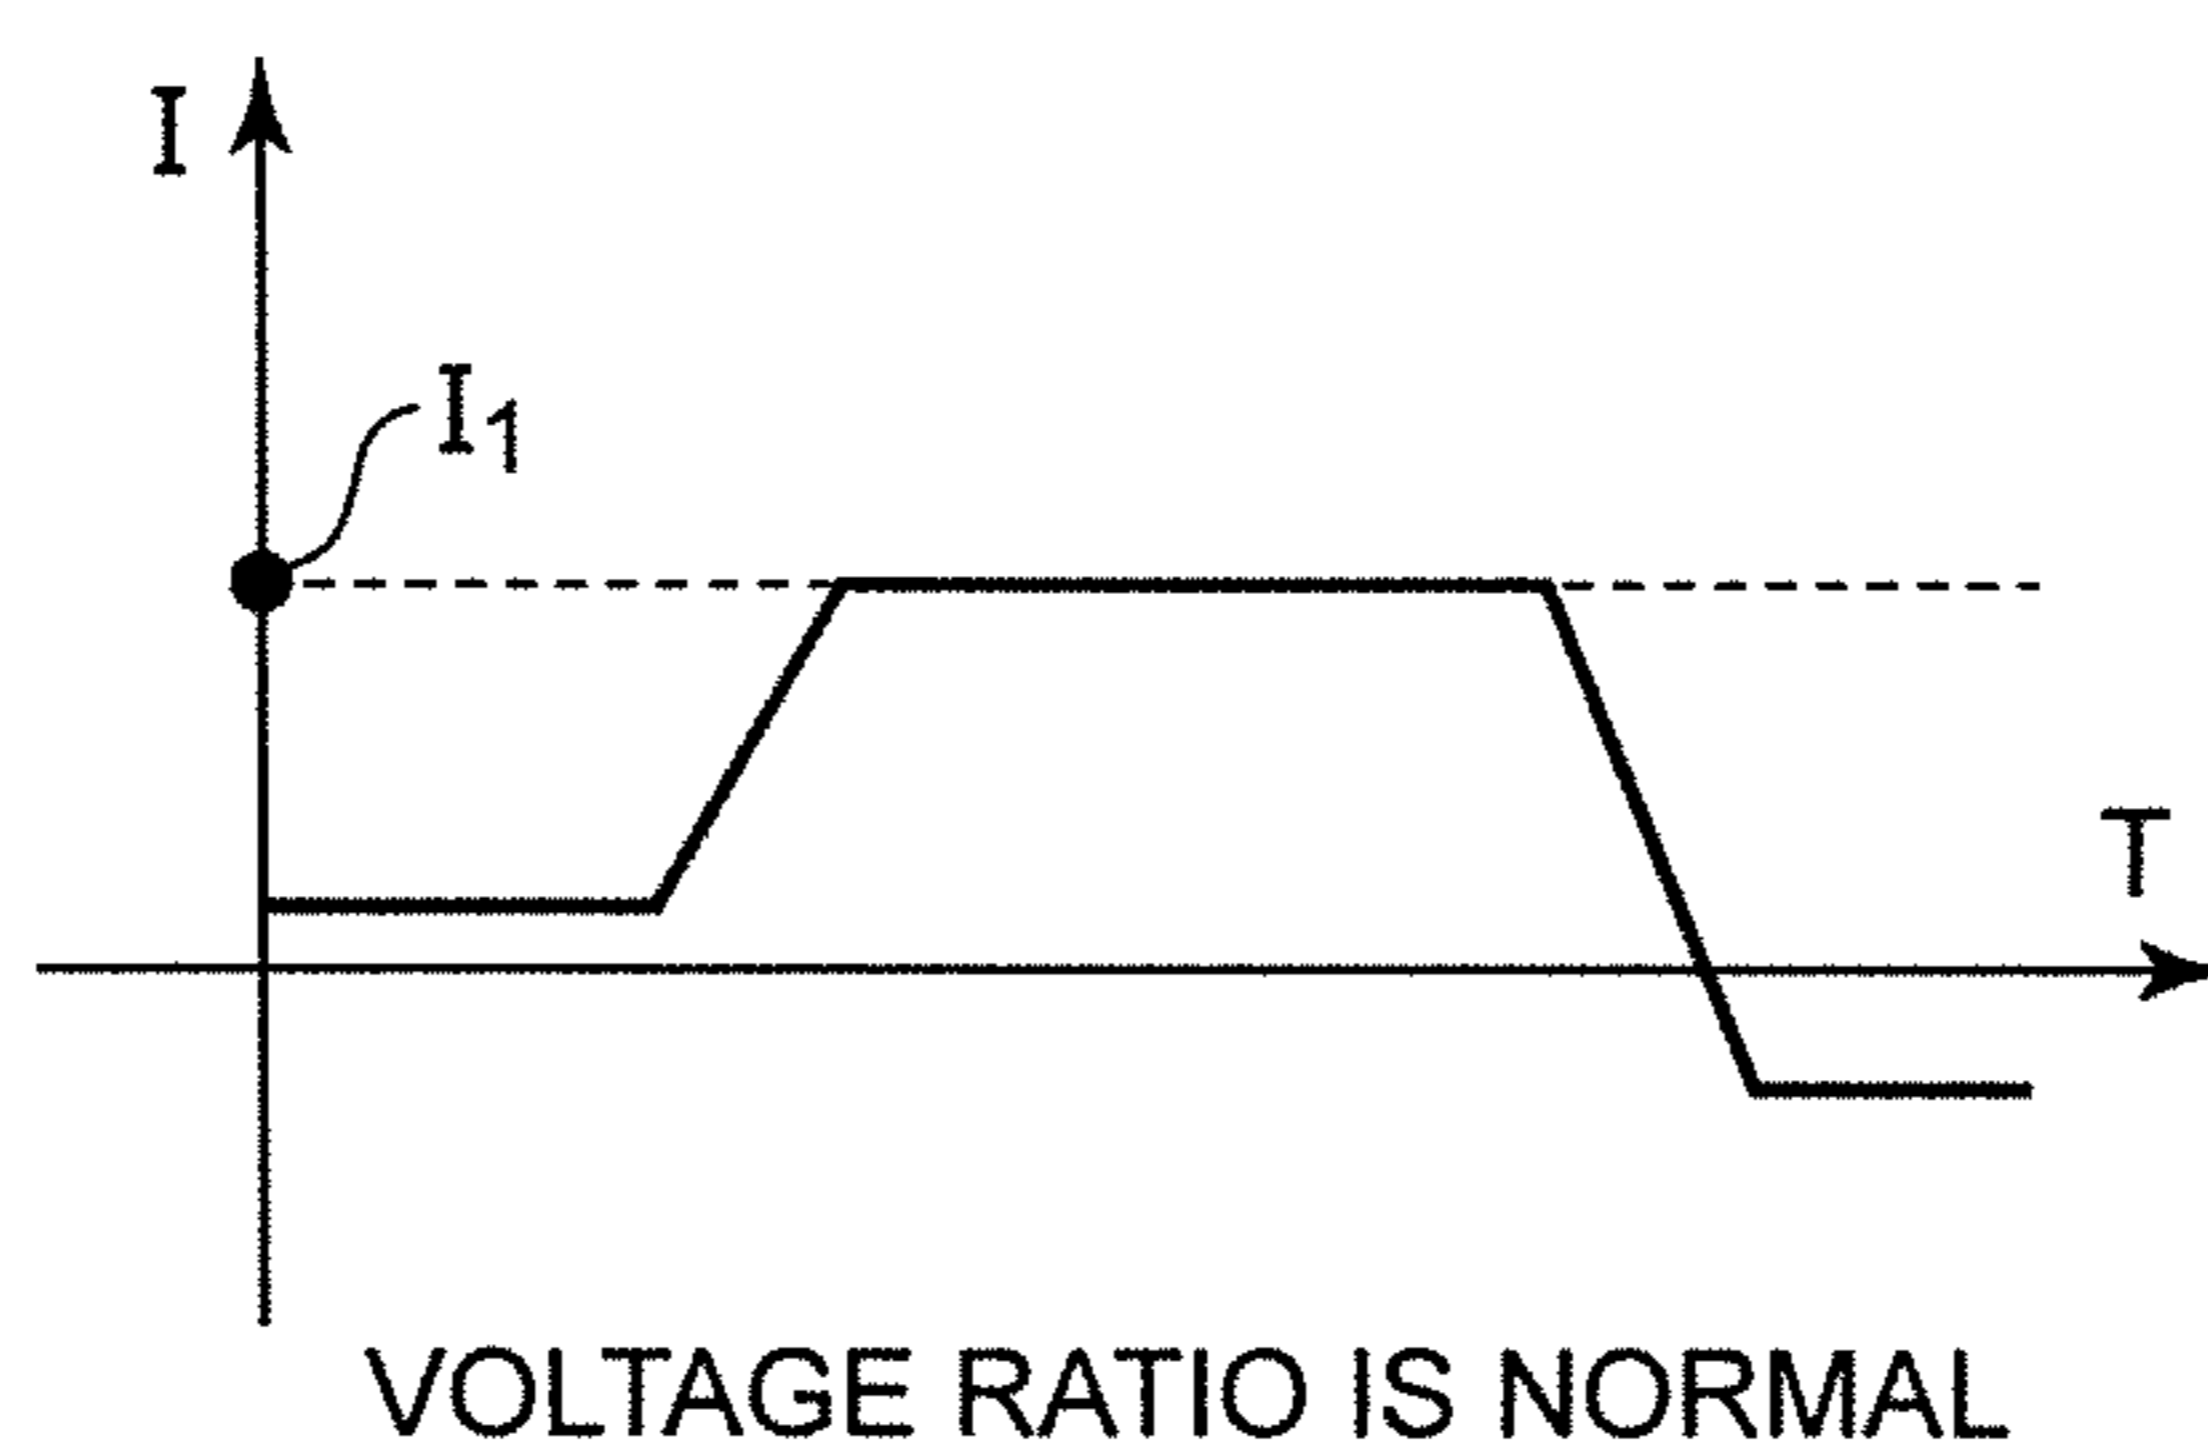 I
I₁
T
VOLTAGE RATIO IS NORMAL